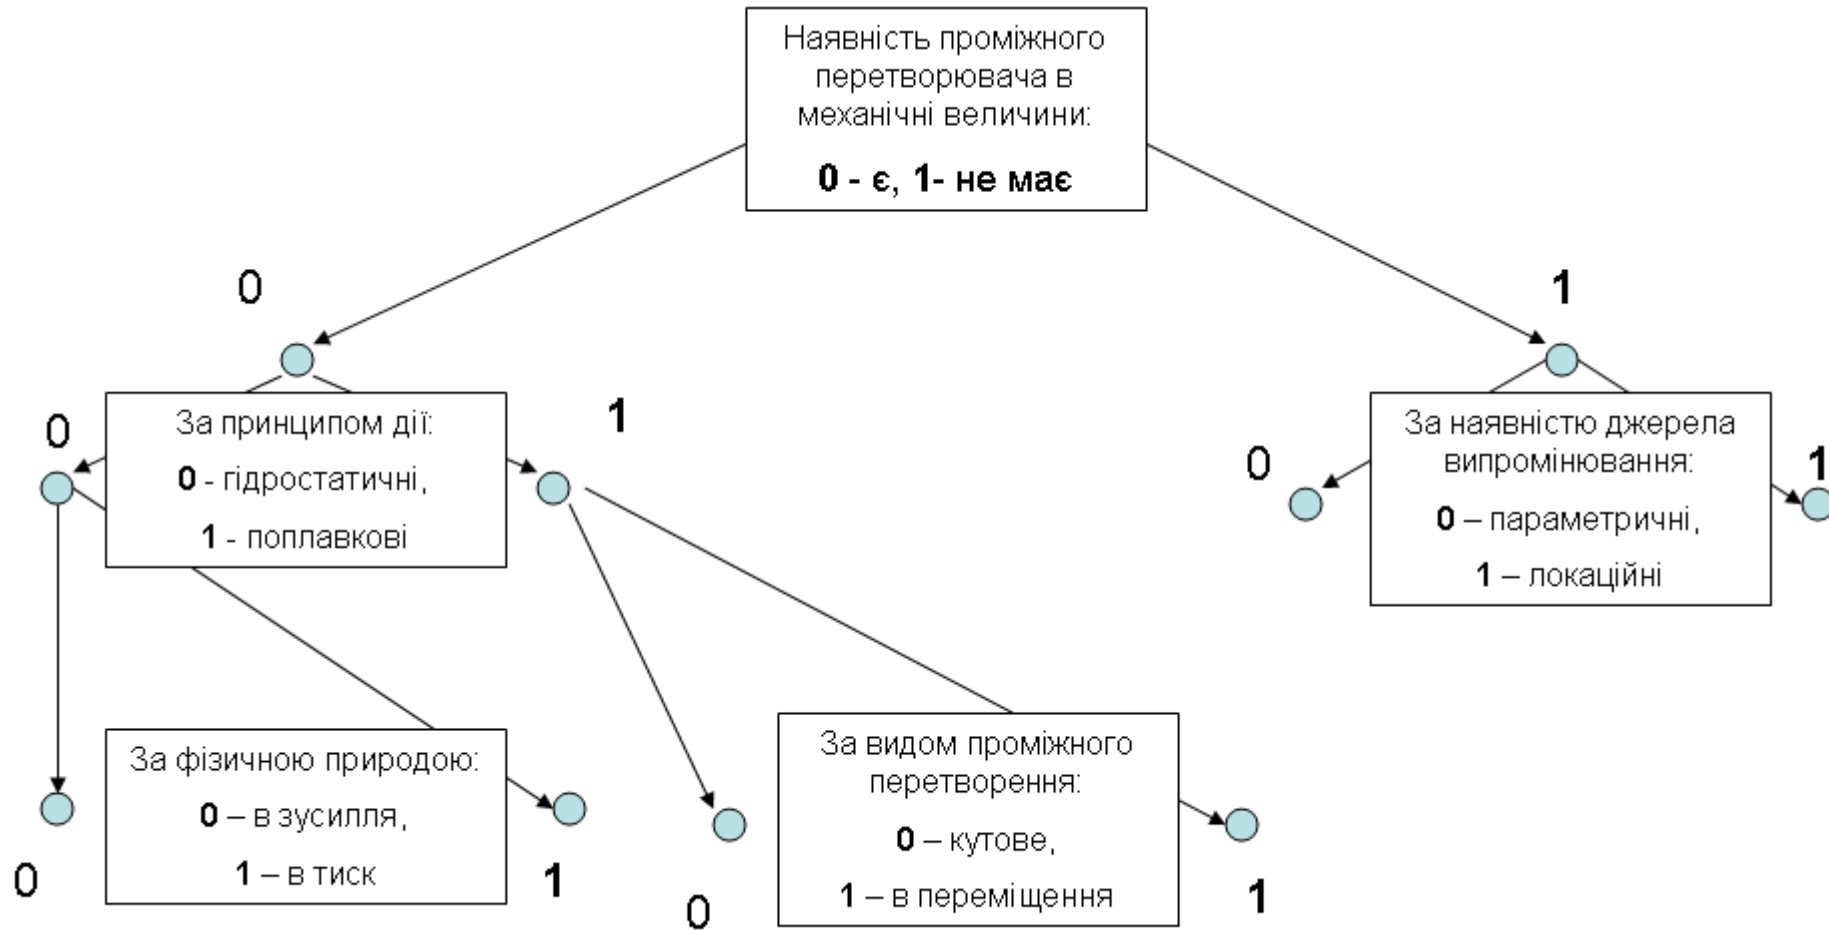 Наявність проміжного
перетворювача в
механічні величини:
0 - є, 1- не має
0
1
0
За принципом дії:
0 - гідростатичні,
1 - поплавкові
1
0
За наявністю джерела
випромінювання:
0 – параметричні,
1 – локаційні
1
За фізичною природою:
0 – в зусилля,
1 – в тиск
0
1
За видом проміжного
перетворення:
0 – кутове,
1 – в переміщення
0
1